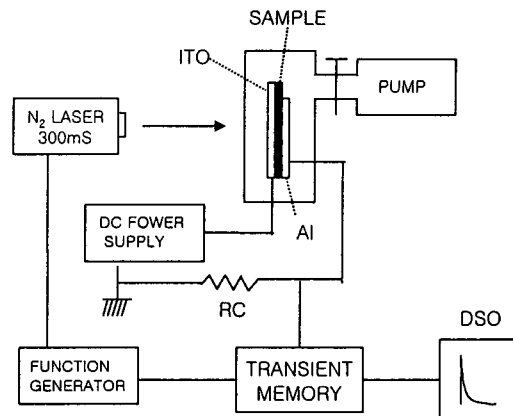 SAMPLE
ITO
PUMP
N₂ LASER
300mS
DC FOWER
SUPPLY
Al
RC
DSO
FUNCTION
GENERATOR
TRANSIENT
MEMORY